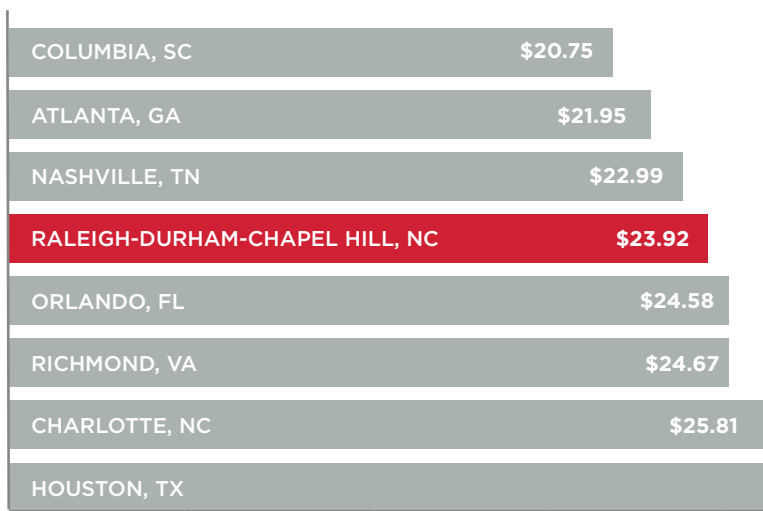 COLUMBIA, SC $20.75
ATLANTA, GA $21.95
NASHVILLE, TN $22.99
RALEIGH-DURHAM-CHAPEL HILL, NC $23.92
ORLANDO, FL $24.58
RICHMOND, VA $24.67
CHARLOTTE, NC $25.81
HOUSTON, TX